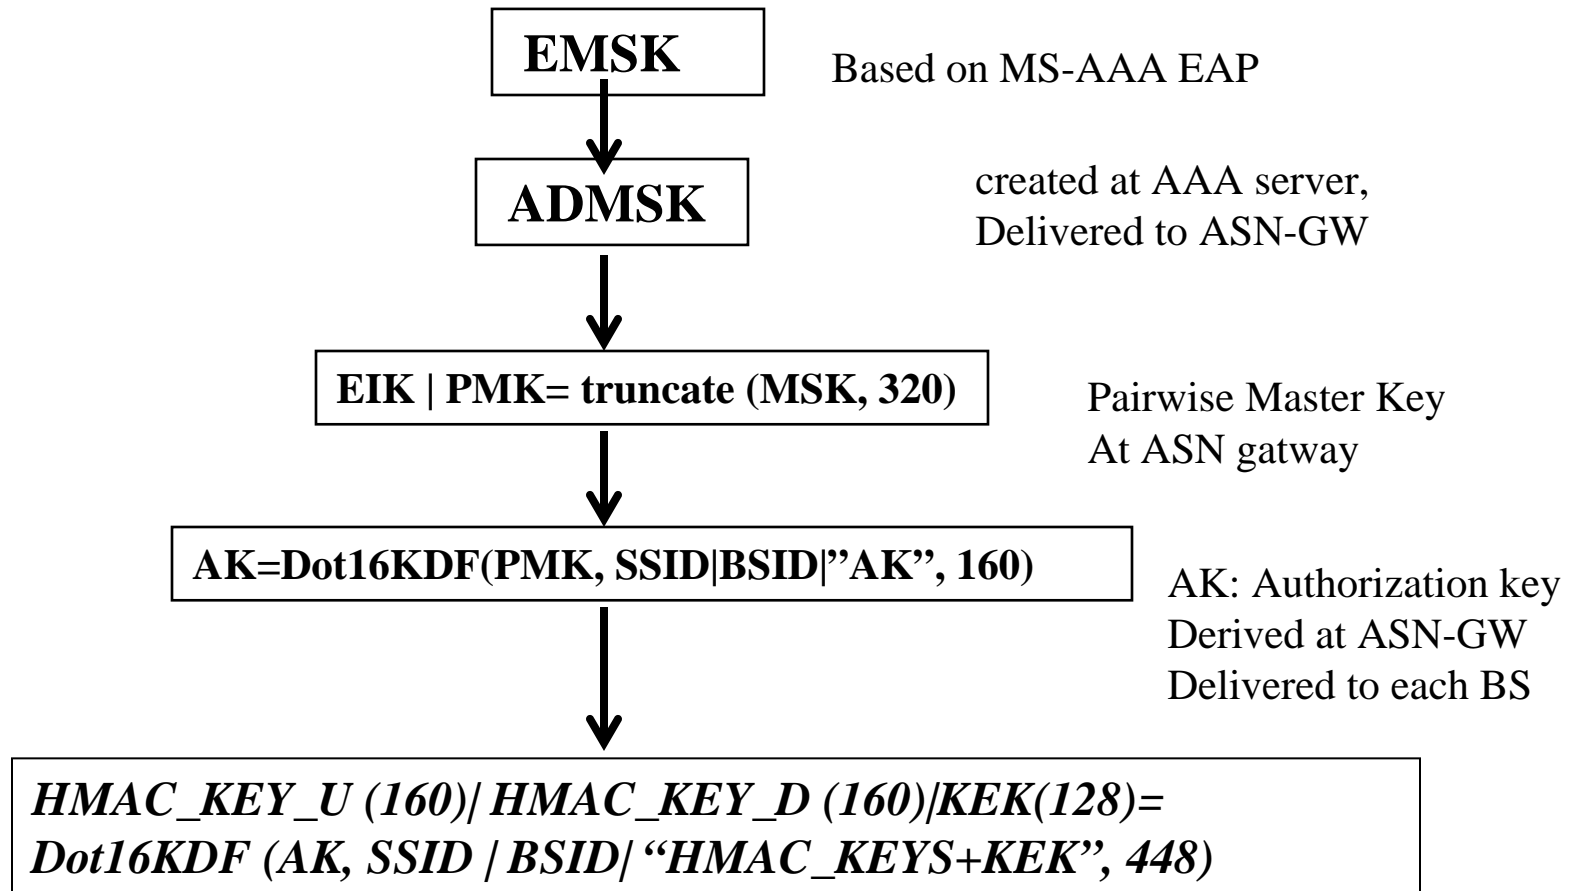 EMSK
Based on MS-AAA EAP
ADMSK
created at AAA server,
Delivered to ASN-GW
EIK | PMK= truncate (MSK, 320)
Pairwise Master Key
At ASN gatway
AK=Dot16KDF(PMK, SSID|BSID|”AK”, 160)
AK: Authorization key
Derived at ASN-GW
Delivered to each BS
HMAC_KEY_U (160)| HMAC_KEY_D (160)|KEK(128)=
Dot16KDF (AK, SSID | BSID| “HMAC_KEYS+KEK”, 448)